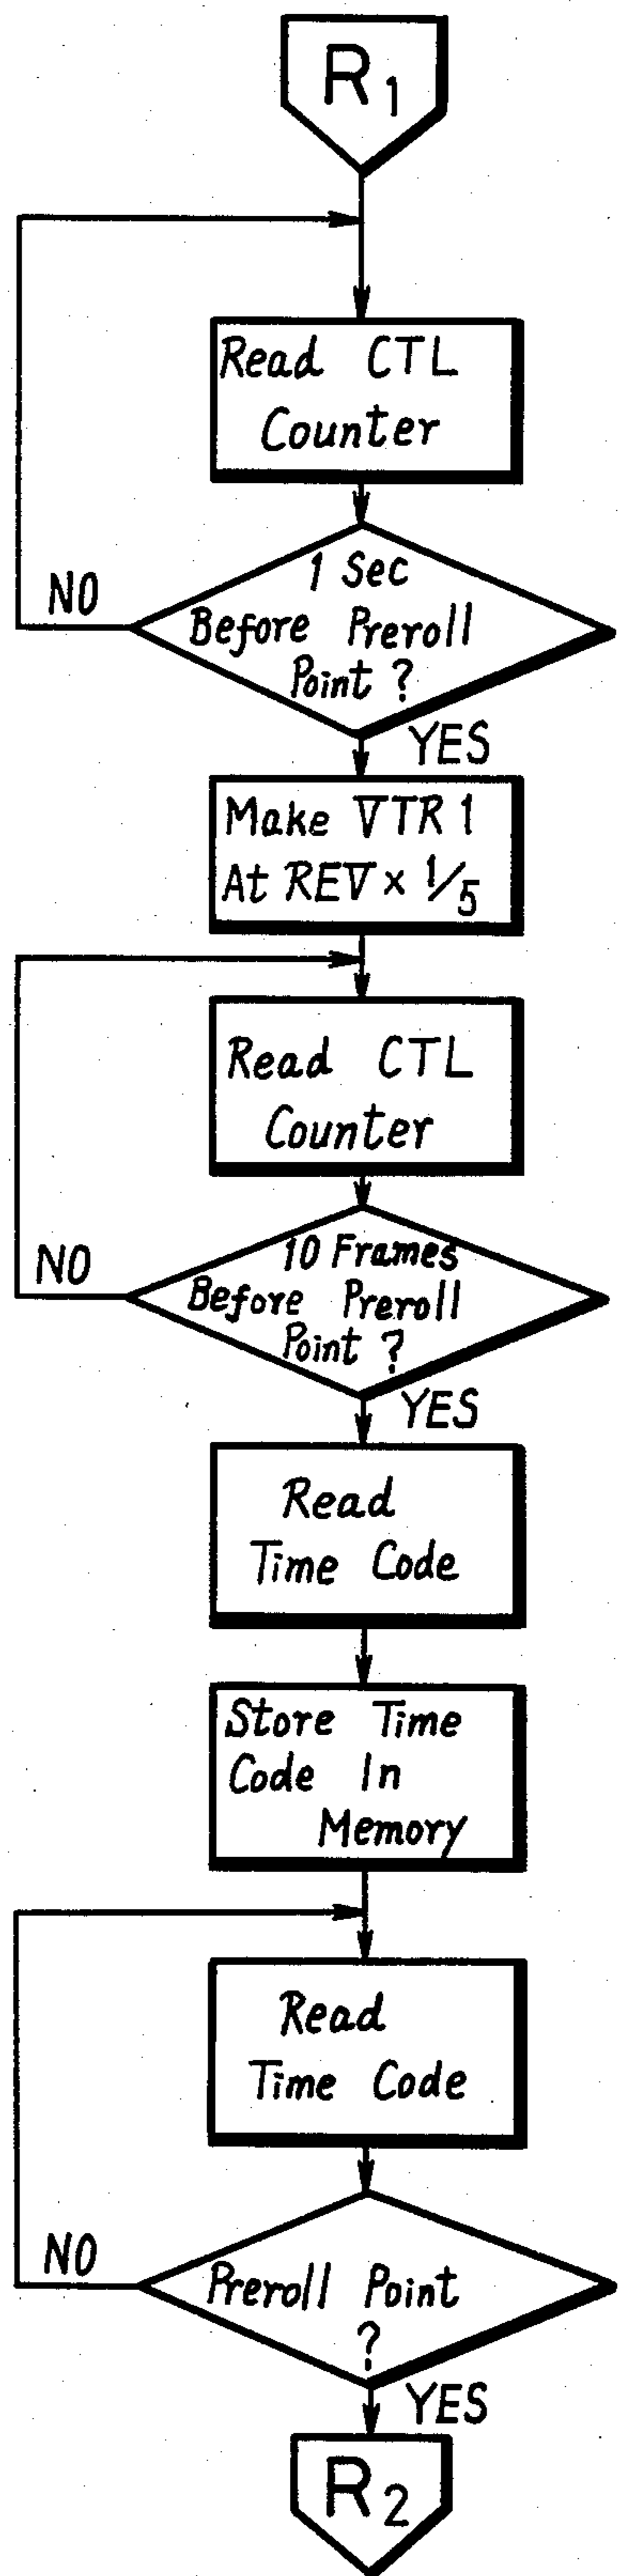 R1
Read CTL
Counter
1 Sec
NO
Before Preroll
Point ?
YES
Make VTR 1
At REV × 1/5
Read CTL
Counter
10 Frames
NO
Before Preroll
Point ?
YES
Read
Time Code
Store Time
Code In
Memory
Read
Time Code
NO
Preroll Point
?
YES
R2